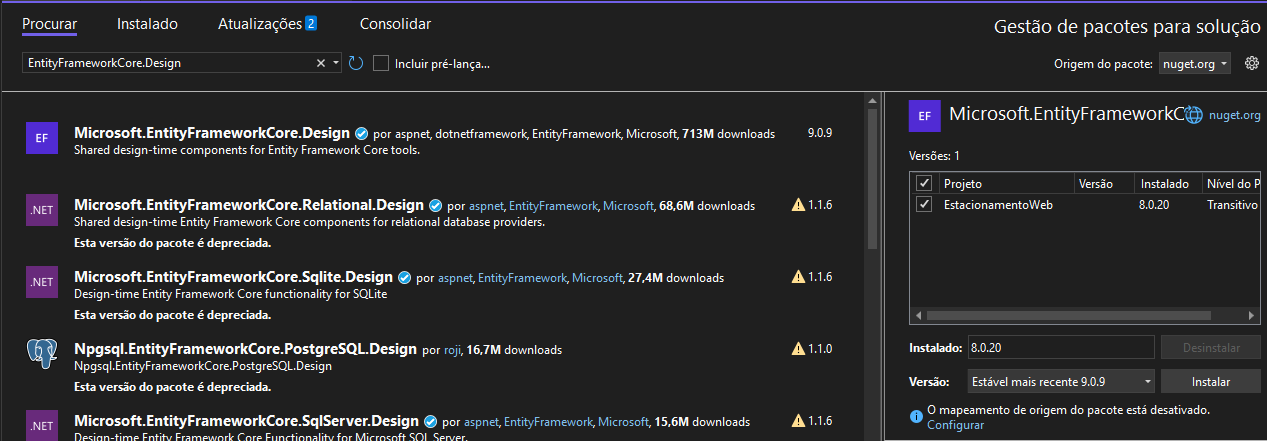 Procurar Instalado Atualizações 2 Consolidar
Gestão de pacotes para solução
EntityFrameworkCore.Design
Incluir pré-lança...
Origem do pacote: nuget.org
EF Microsoft.EntityFrameworkCore.Design por aspnet, dotnetframework, EntityFramework, Microsoft, 713M downloads 9.0.9
Shared design-time components for Entity Framework Core tools.
.NET Microsoft.EntityFrameworkCore.Relational.Design por aspnet, EntityFramework, Microsoft, 68,6M downloads 1.1.6
Shared design-time Entity Framework Core components for relational database providers.
Esta versão do pacote é depreciada.
.NET Microsoft.EntityFrameworkCore.Sqlite.Design por aspnet, EntityFramework, Microsoft, 27,4M downloads 1.1.6
Design-time Entity Framework Core functionality for SQLite
Esta versão do pacote é depreciada.
Npgsql.EntityFrameworkCore.PostgreSQL.Design por roji, 16,7M downloads 1.1.0
Npgsql.EntityFrameworkCore.PostgreSQL.Design
Esta versão do pacote é depreciada.
.NET Microsoft.EntityFrameworkCore.SqlServer.Design por aspnet, EntityFramework, Microsoft, 15,6M downloads 1.1.6
Design-time Entity Framework Core Functionality for Microsoft SQL Server.
EF Microsoft.EntityFrameworkC nuget.org
Versões: 1
Projeto Versão Instalado Nível do P
EstacionamentoWeb 8.0.20 Transitivo
Instalado: 8.0.20 Desinstalar
Versão: Estável mais recente 9.0.9 Instalar
O mapeamento de origem do pacote está desativado.
Configurar